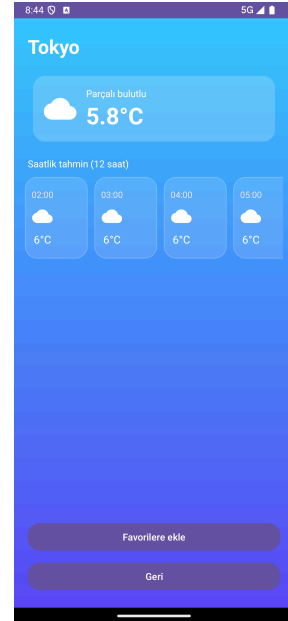 8:44
5G
Tokyo
Parçalı bulutlu
5.8°C
Saatlik tahmin (12 saat)
02:00 03:00 04:00 05:00
6°C 6°C 6°C 6°C
Favorilere ekle
Geri